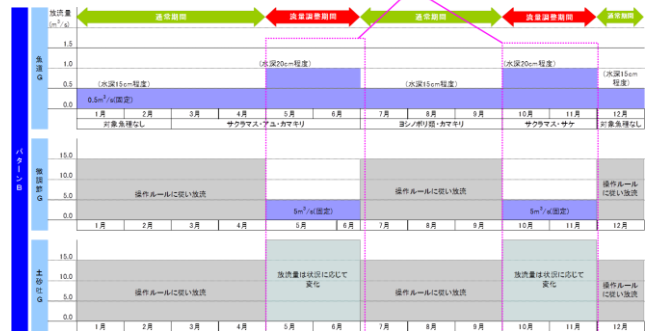 放流量
(m³/s)
通常期間
流量調整期間
通常期間
流量調整期間
通常期間
パターンB
魚道G
1.5
1.0
0.5
0.0
(水深15cm程度)
(水深20cm程度)
(水深15cm程度)
(水深20cm程度)
(水深15cm
程度)
0.5m³/s(固定)
1月 2月 3月 4月 5月 6月 7月 8月 9月 10月 11月 12月
対象魚種なし サクラマス・アユ・カマキリ ヨシノボリ類・カマキリ サクラマス・サケ 対象魚種なし
微調節G
15.0
10.0
5.0
0.0
操作ルールに従い放流
5m³/s(固定)
操作ルールに従い放流
5m³/s(固定)
操作ルール
に従い放流
1月 2月 3月 4月 5月 6月 7月 8月 9月 10月 11月 12月
土砂吐G
15.0
10.0
5.0
0.0
操作ルールに従い放流
放流量は状況に応じて
変化
操作ルールに従い放流
放流量は状況に応じて
変化
操作ルール
に従い放流
1月 2月 3月 4月 5月 6月 7月 8月 9月 10月 11月 12月